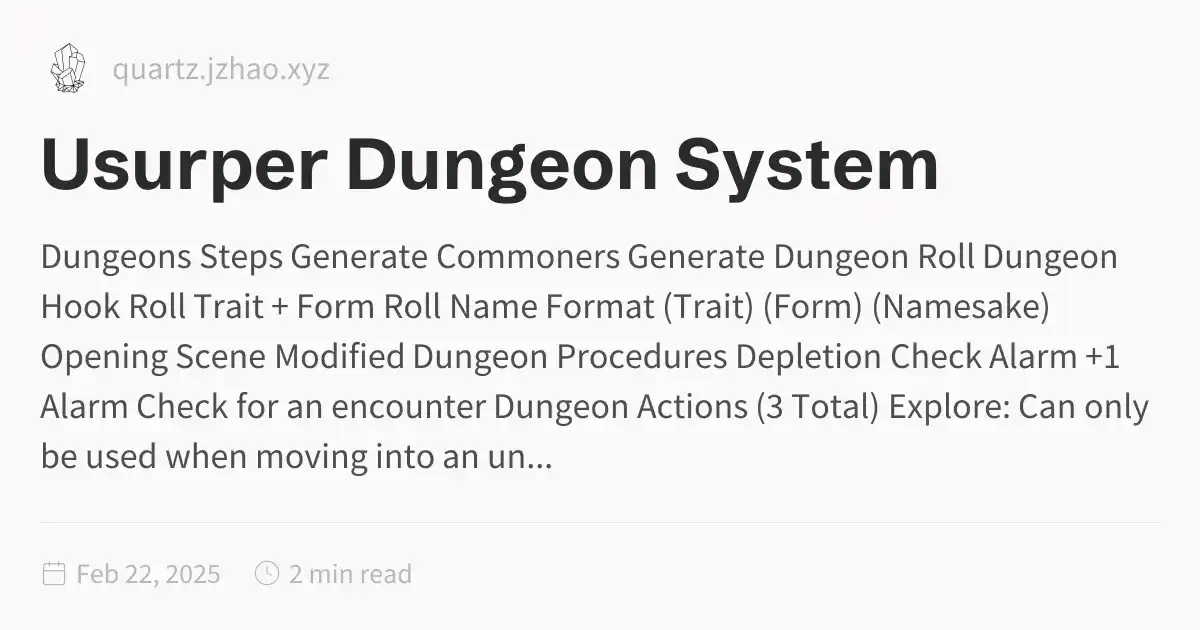 quartz.jzhao.xyz
Usurper Dungeon System
Dungeons Steps Generate Commoners Generate Dungeon Roll Dungeon
Hook Roll Trait + Form Roll Name Format (Trait) (Form) (Namesake)
Opening Scene Modified Dungeon Procedures Depletion Check Alarm +1
Alarm Check for an encounter Dungeon Actions (3 Total) Explore: Can only
be used when moving into an un...
Feb 22, 2025 2 min read